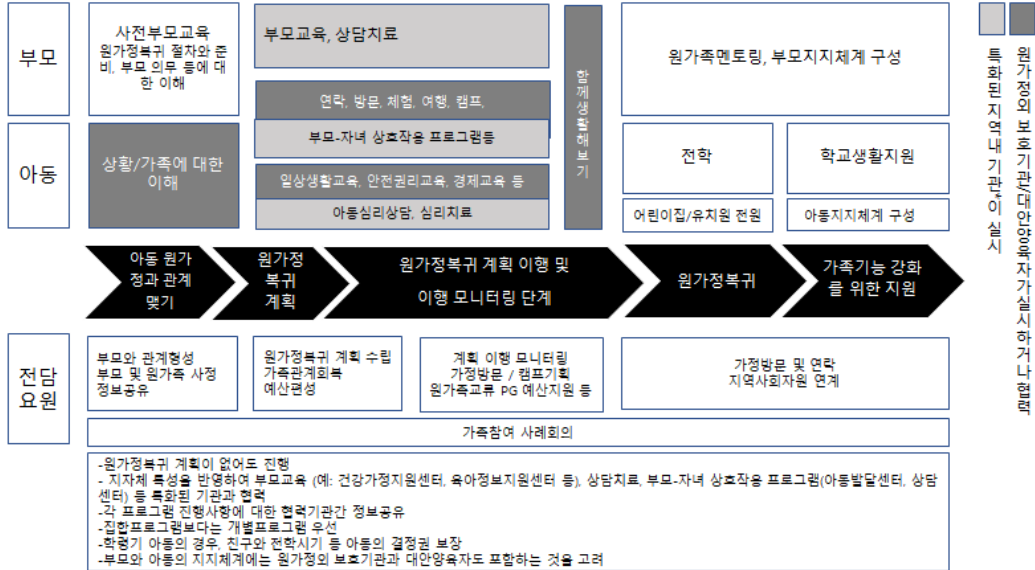 부모
사전부모교육
원가정복귀 절차와 준
비, 부모 의무 등에 대
한 이해
부모교육, 상담치료
연락, 방문, 체험, 여행, 캠프,
부모-자녀 상호작용 프로그램등
함께생활해보기
원가족멘토링, 부모지지체계 구성
아동
상황/가족에 대한
이해
일상생활교육, 안전권리교육, 경제교육 등
아동심리상담, 심리치료
전학
학교생활지원
어린이집/유치원 전원
아동지지체계 구성
특화된 지역내 기관이 실시
원가정외 보호기관/대안양육자가 실시하거나 협력
아동 원가
정과 관계
맺기
원가정
복귀
계획
원가정복귀 계획 이행 및
이행 모니터링 단계
원가정복귀
가족기능 강화
를 위한 지원
전담
요원
부모와 관계형성
부모 및 원가족 사정
정보공유
원가정복귀 계획 수립
가족관계회복
예산편성
계획 이행 모니터링
가정방문 / 캠프기획
원가족교류 PG 예산지원 등
가정방문 및 연락
지역사회자원 연계
가족참여 사례회의
-원가정복귀 계획이 없어도 진행
- 지자체 특성을 반영하여 부모교육 (예: 건강가정지원센터, 육아정보지원센터 등), 상담치료, 부모-자녀 상호작용 프로그램(아동발달센터, 상담
센터) 등 특화된 기관과 협력
-각 프로그램 진행사항에 대한 협력기관간 정보공유
-집합프로그램보다는 개별프로그램 우선
-학령기 아동의 경우, 친구와 전학시기 등 아동의 결정권 보장
-부모와 아동의 지지체계에는 원가정외 보호기관과 대안양육자도 포함하는 것을 고려